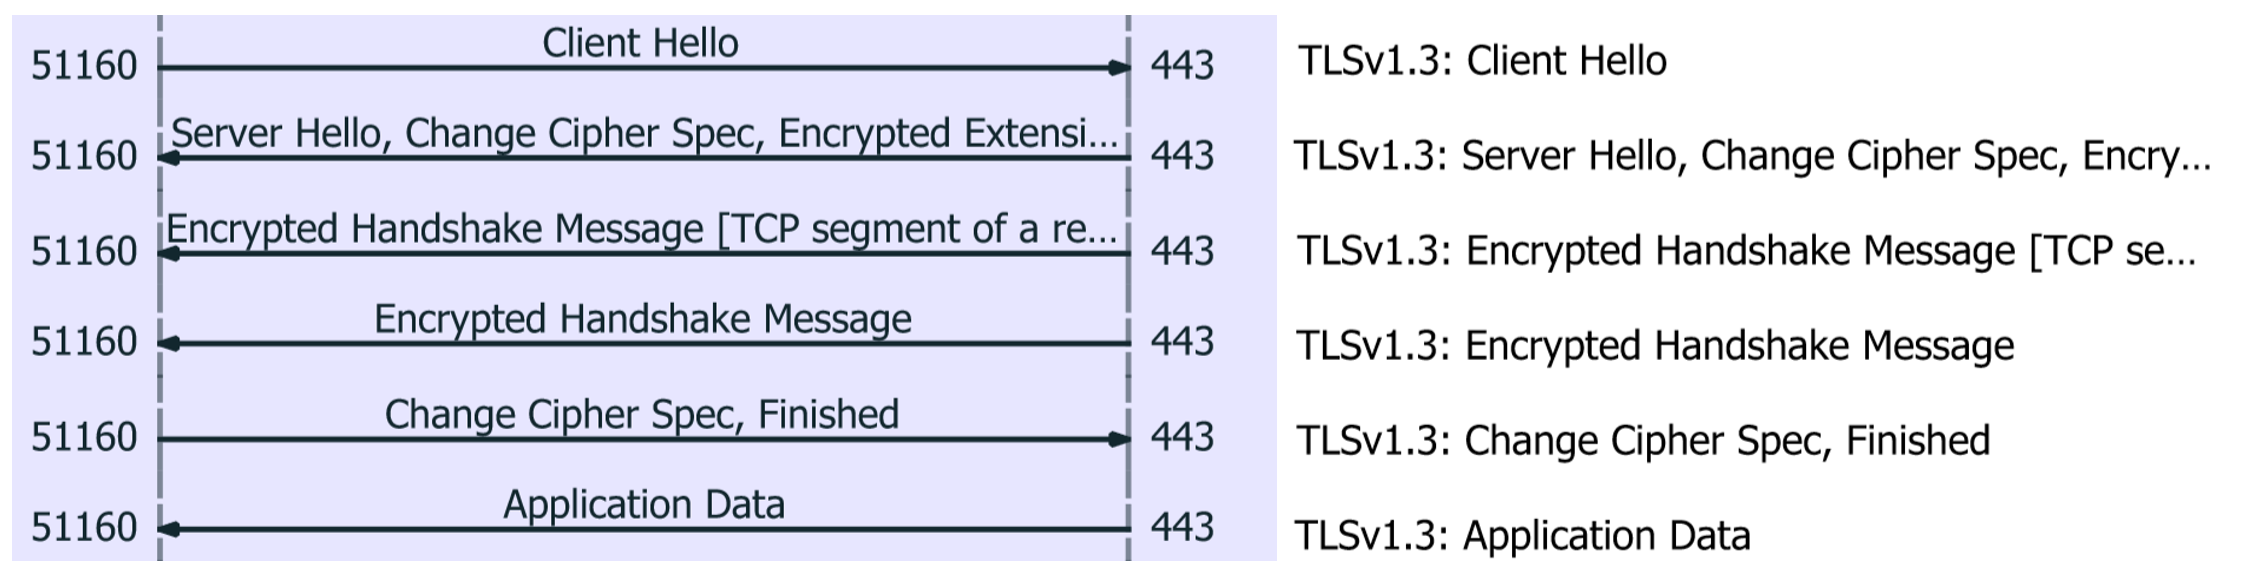 Client Hello
51160 443 TLSv1.3: Client Hello
Server Hello, Change Cipher Spec, Encrypted Extensi...
51160 443 TLSv1.3: Server Hello, Change Cipher Spec, Encry...
Encrypted Handshake Message [TCP segment of a re...
51160 443 TLSv1.3: Encrypted Handshake Message [TCP se...
Encrypted Handshake Message
51160 443 TLSv1.3: Encrypted Handshake Message
Change Cipher Spec, Finished
51160 443 TLSv1.3: Change Cipher Spec, Finished
Application Data
51160 443 TLSv1.3: Application Data